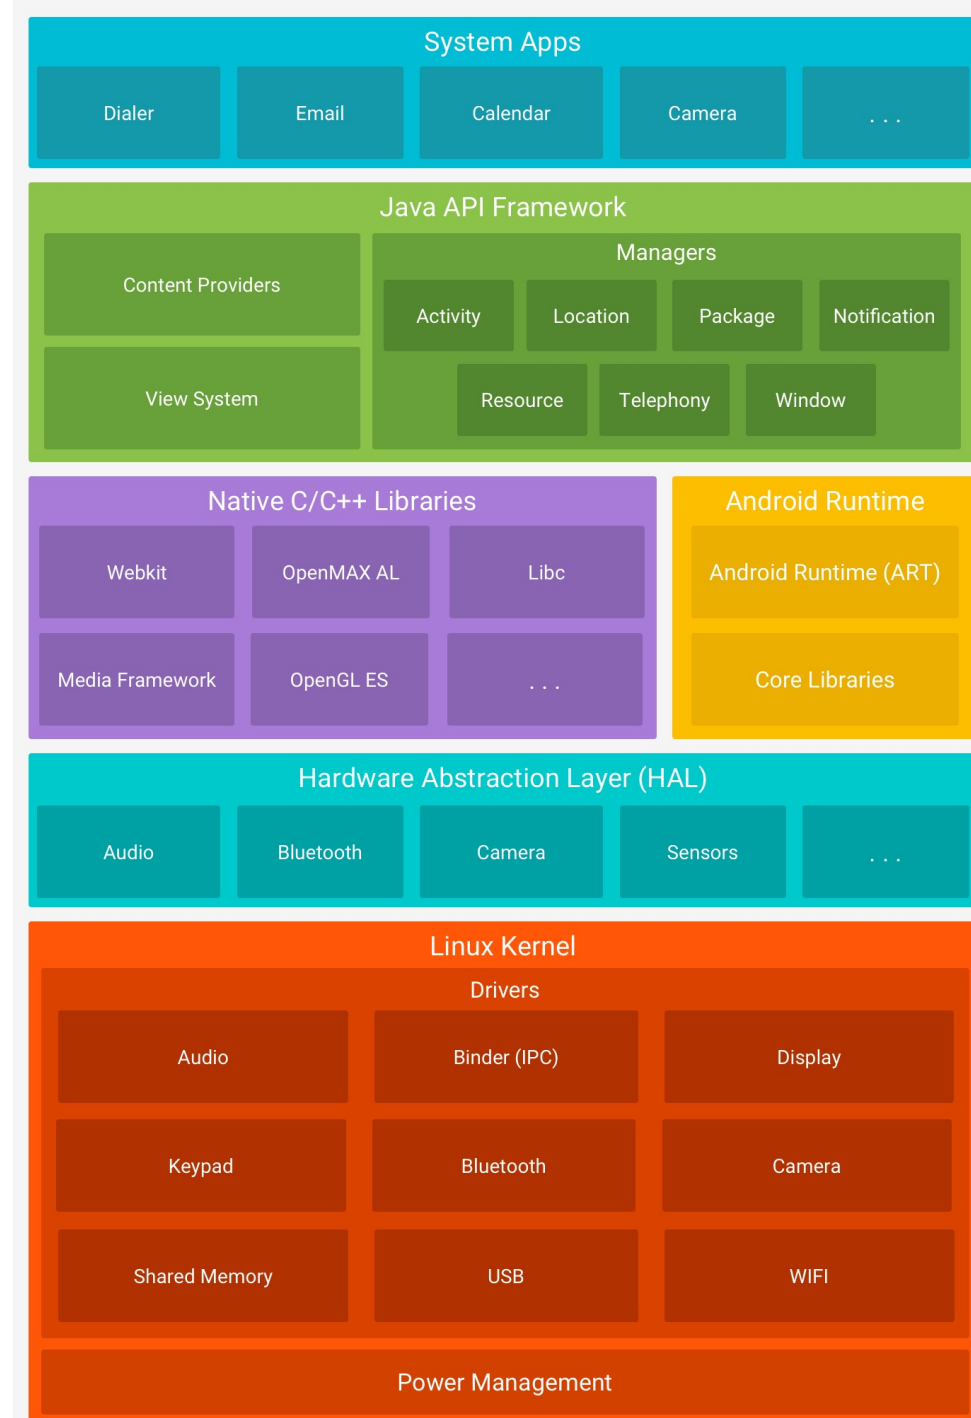 System Apps
Dialer Email Calendar Camera . . .
Java API Framework
Content Providers
View System
Managers
Activity Location Package Notification
Resource Telephony Window
Native C/C++ Libraries
Webkit OpenMAX AL Libc
Media Framework OpenGL ES . . .
Android Runtime
Android Runtime (ART)
Core Libraries
Hardware Abstraction Layer (HAL)
Audio Bluetooth Camera Sensors . . .
Linux Kernel
Drivers
Audio Binder (IPC) Display
Keypad Bluetooth Camera
Shared Memory USB WIFI
Power Management